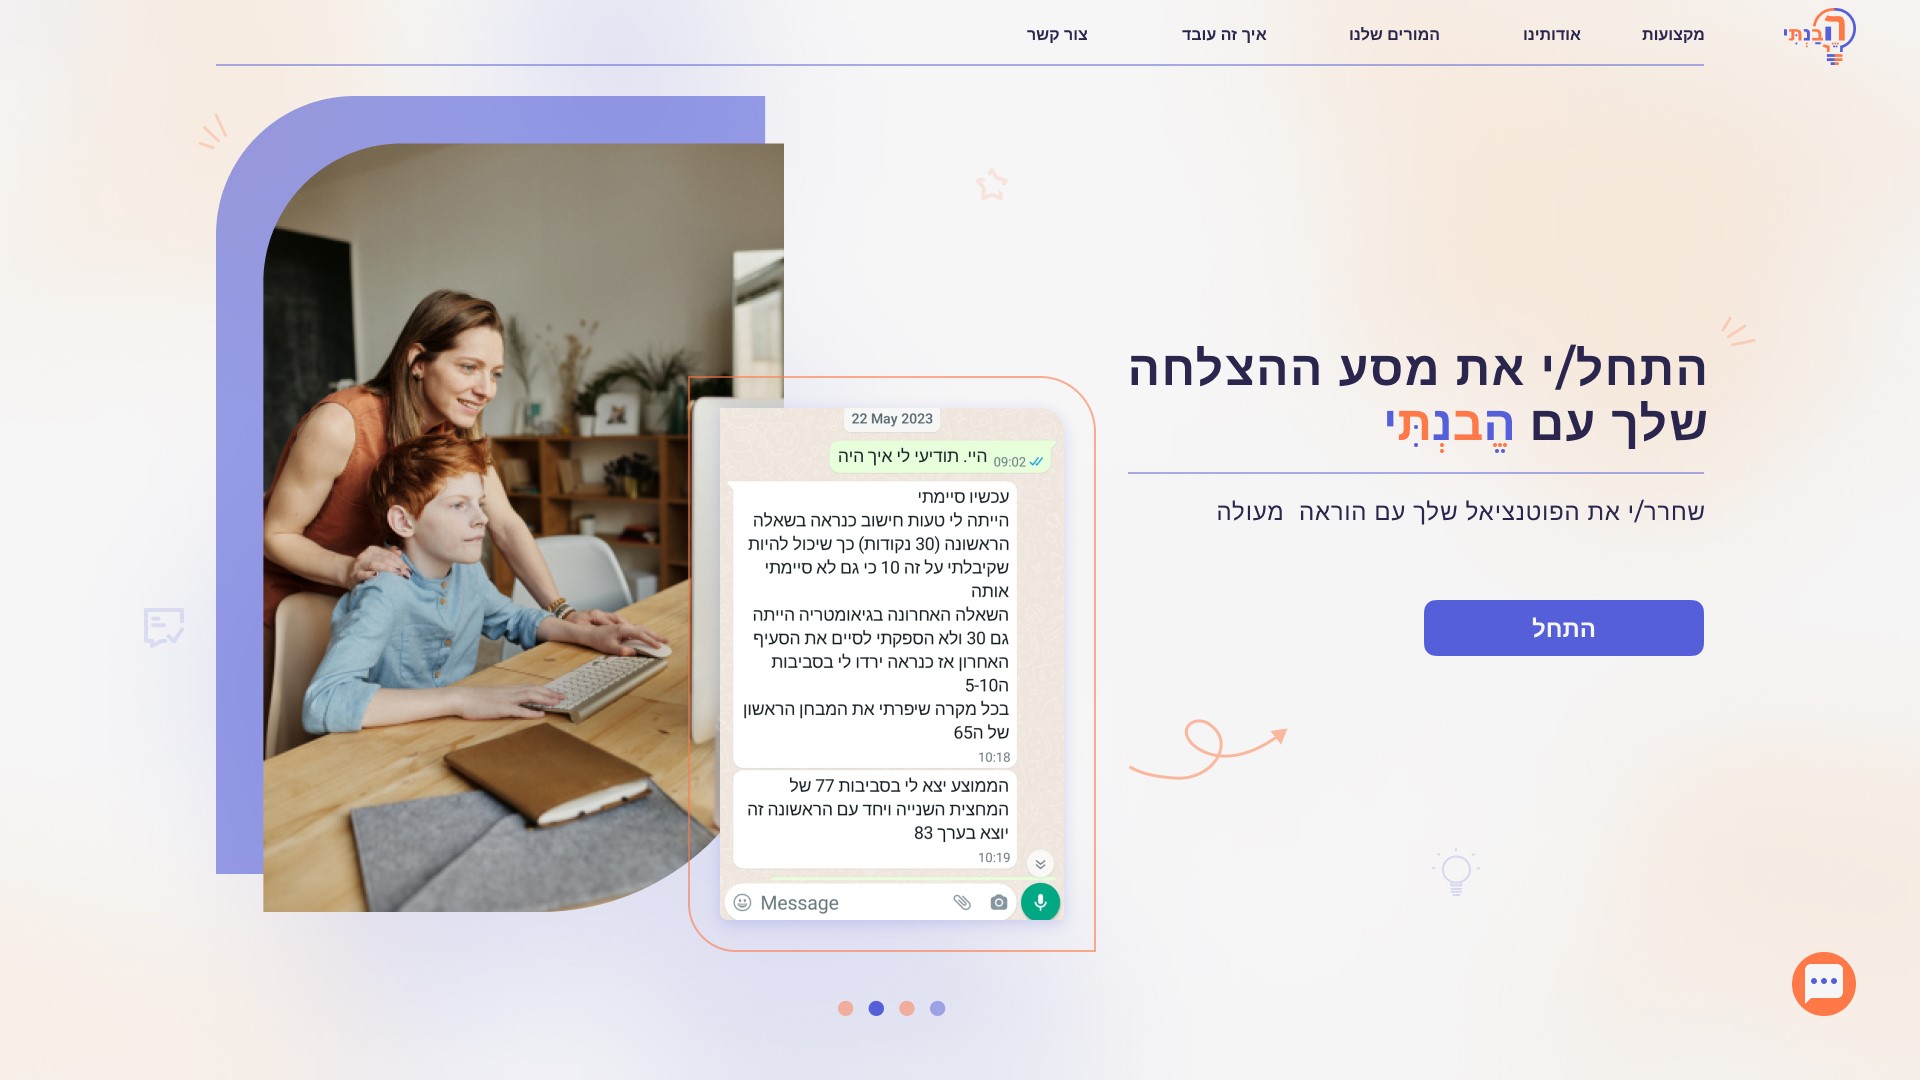 הֲבַנְתִּי
מקצועות
אודותינו
המורים שלנו
איך זה עובד
צור קשר
התחל/י את מסע ההצלחה
שלך עם הֱבנְתִּי
שחרר/י את הפוטנציאל שלך עם הוראה מעולה
התחל
22 May 2023
היי. תודיעי לי איך היה
09:02
עכשיו סיימתי
הייתה לי טעות חישוב כנראה בשאלה
הראשונה (30 נקודות) כך שיכול להיות
שקיבלתי על זה 10 כי גם לא סיימתי
אותה
השאלה האחרונה בגיאומטריה הייתה
גם 30 ולא הספקתי לסיים את הסעיף
האחרון אז כנראה ירדו לי בסביבות
ה5-10
בכל מקרה שיפרתי את המבחן הראשון
של ה65
10:18
הממוצע יצא לי בסביבות 77 של
המחצית השנייה ויחד עם הראשונה זה
יוצא בערך 83
10:19
Message